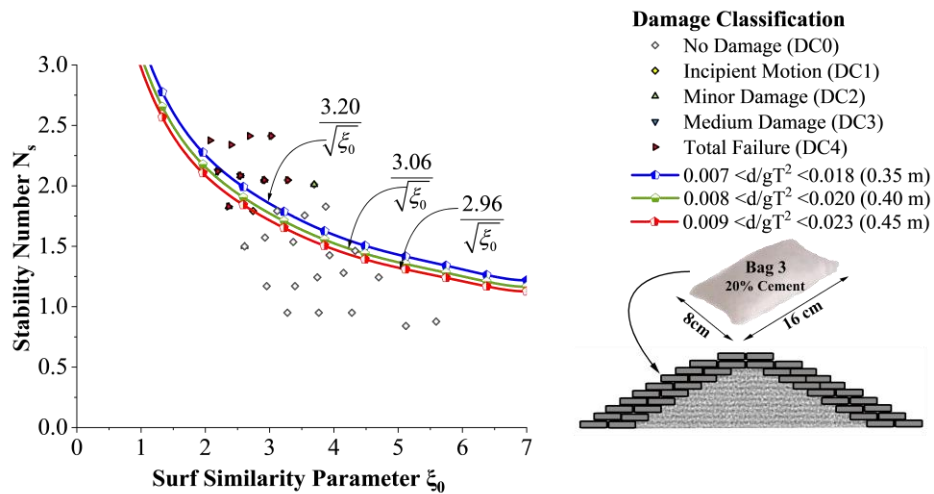 Damage Classification
No Damage (DC0)
Incipient Motion (DC1)
Minor Damage (DC2)
Medium Damage (DC3)
Total Failure (DC4)
0.007 <d/gT² <0.018 (0.35 m)
0.008 <d/gT² <0.020 (0.40 m)
0.009 <d/gT² <0.023 (0.45 m)
Stability Number Nₛ
3.0
2.5
2.0
1.5
1.0
0.5
0.0
0
1
2
3
4
5
6
7
Surf Similarity Parameter ξ₀
3.20
√ξ₀
3.06
√ξ₀
2.96
√ξ₀
Bag 3
20% Cement
8cm
16 cm